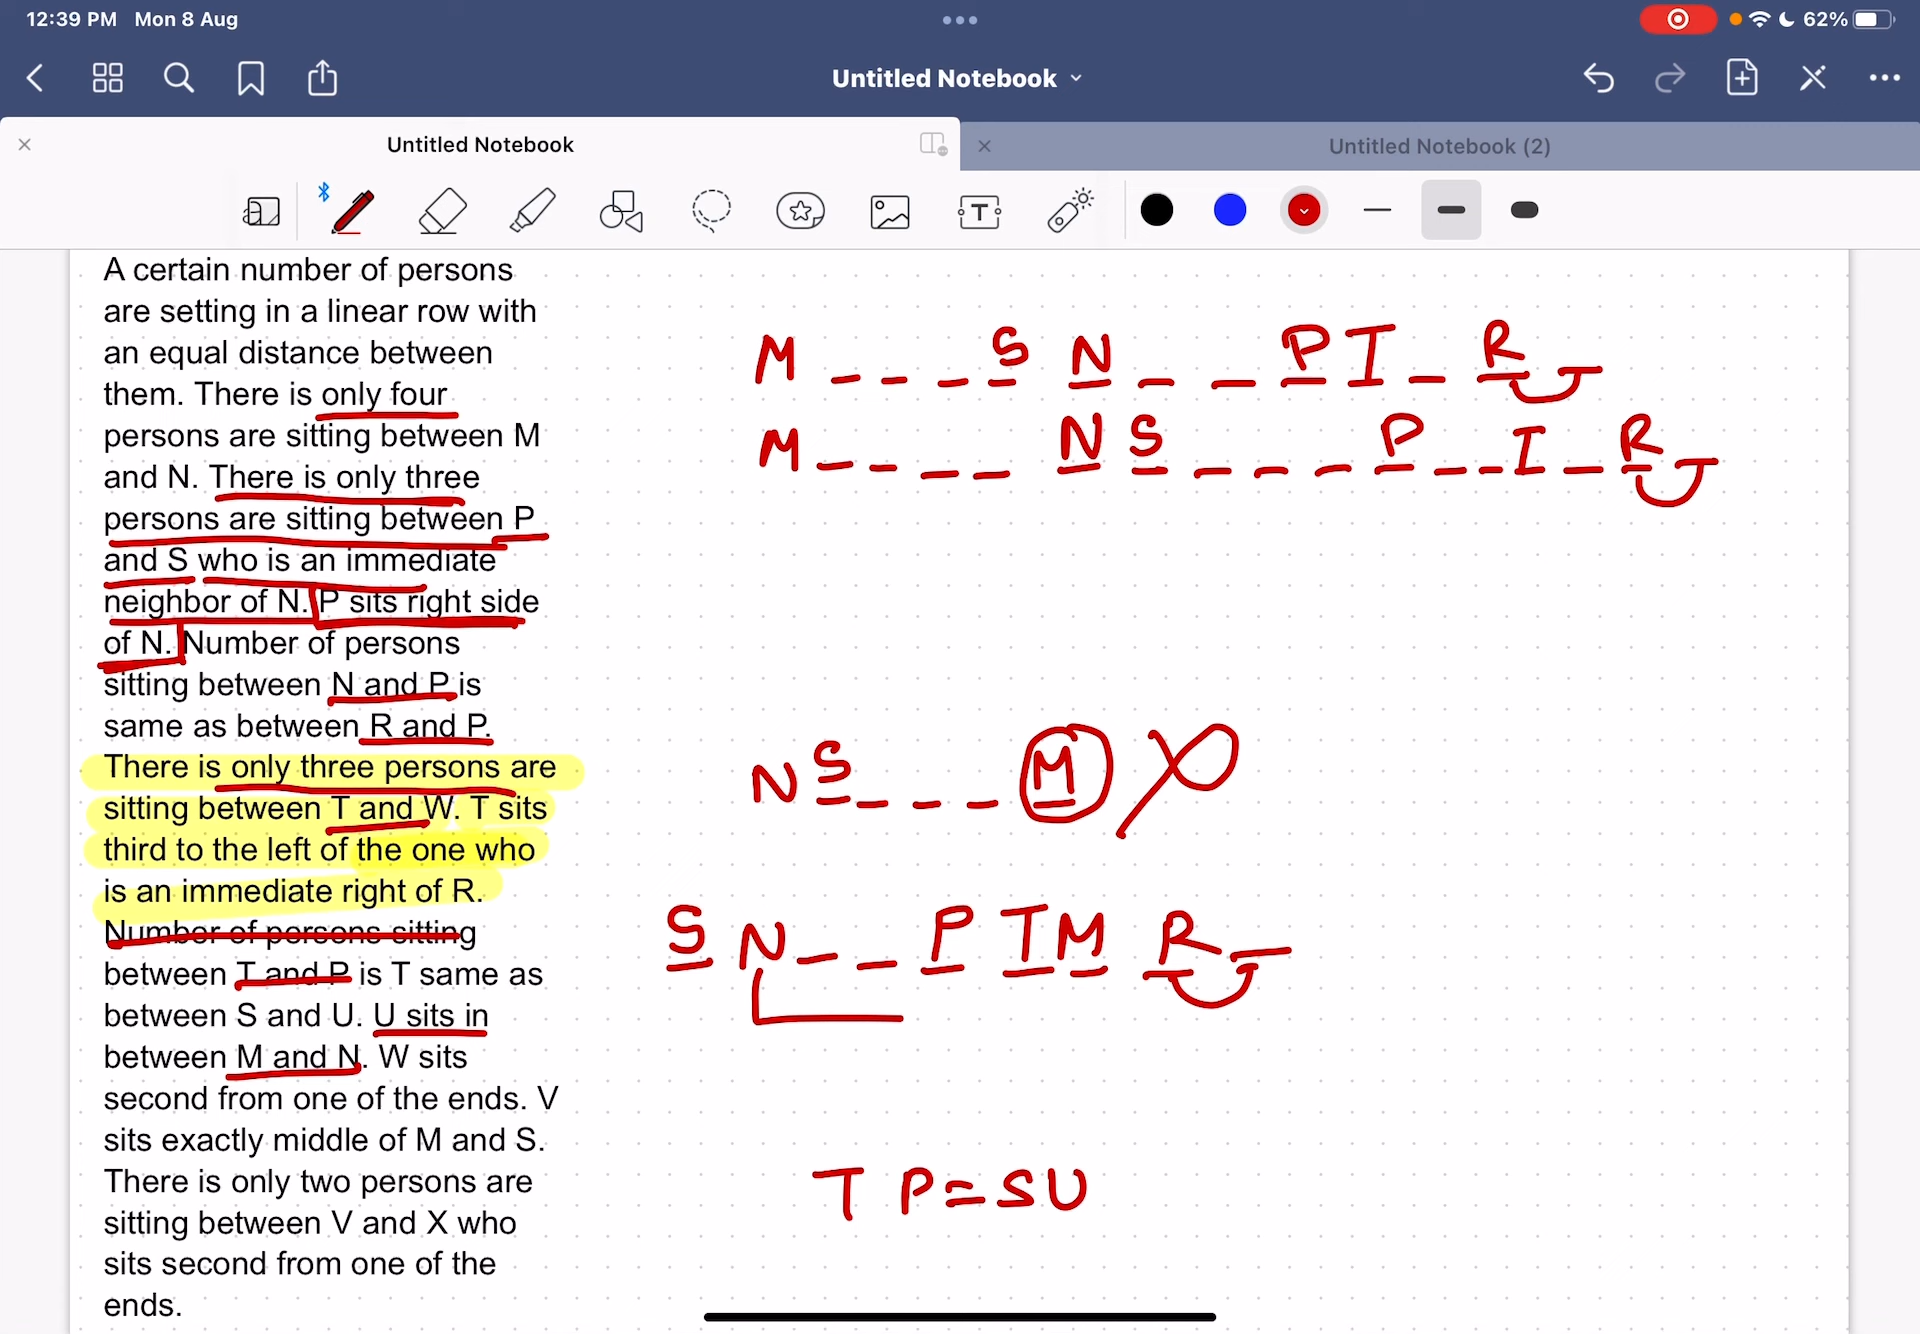 12:39 PM Mon 8 Aug
62%
Untitled Notebook
Untitled Notebook
Untitled Notebook (2)
A certain number of persons
are setting in a linear row with
an equal distance between
them. There is only four
persons are sitting between M
and N. There is only three
persons are sitting between P
and S who is an immediate
neighbor of N. P sits right side
of N. Number of persons
sitting between N and P is
same as between R and P.
There is only three persons are
sitting between T and W. T sits
third to the left of the one who
is an immediate right of R.
Number of persons sitting
between T and P is T same as
between S and U. U sits in
between M and N. W sits
second from one of the ends. V
sits exactly middle of M and S.
There is only two persons are
sitting between V and X who
sits second from one of the
ends.
M _ _ _ S N _ _ P T _ R _
M _ _ _ _ N S _ _ _ P _ _ T _ R _
N S _ _ _ M
S N _ _ P T M R _
T P = S U